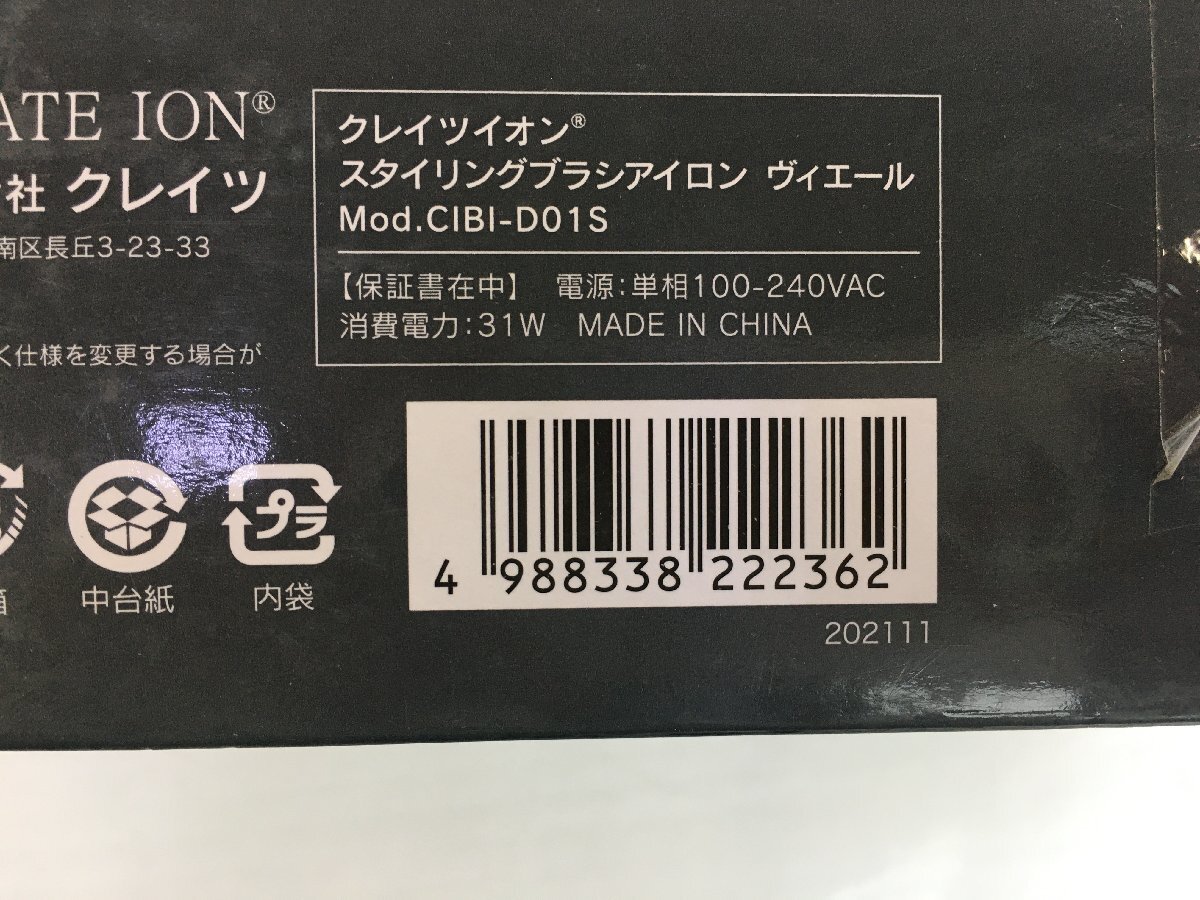 ATE ION®
社 クレイツ
南区長丘3-23-33
く仕様を変更する場合が
クレイツイオン®
スタイリングブラシアイロン ヴィエール
Mod.CIBI-D01S
【保証書在中】 電源:単相100-240VAC
消費電力:31W MADE IN CHINA
中台紙
プラ
内袋
4 988338 222362
202111